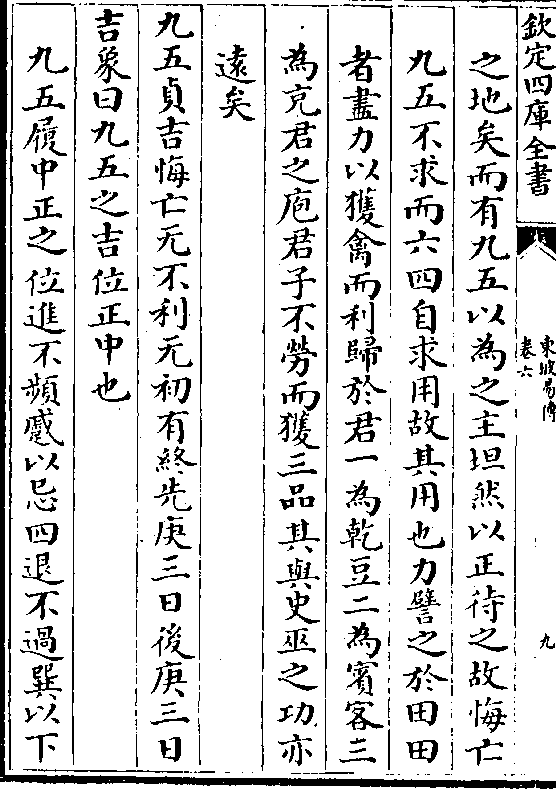 欽定四庫全書
東坡易傳
卷六
九
之地矣而有九五以為之主坦然以正待之故悔亡
九五不求而六四自求用故其用也力譬之於田田
者盡力以獲禽而利歸於君一為乾豆二為賓客三
為充君之庖君子不勞而獲三品其與史巫之功亦
遠矣
九五貞吉悔亡无不利无初有終先庚三日後庚三日
吉象曰九五之吉位正中也
九五履中正之位進不頻蹙以忌四退不過巽以下